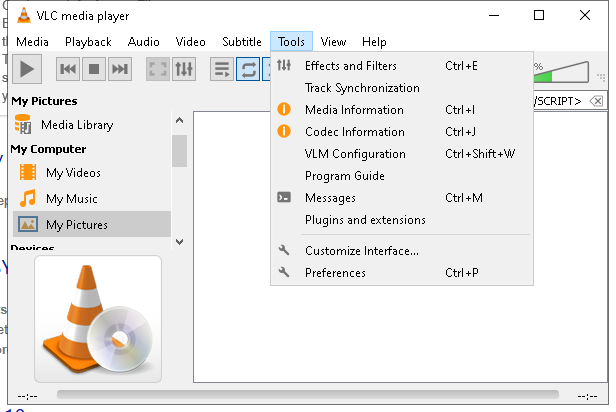 VLC media player
Media Playback Audio Video Subtitle Tools View Help
%
My Pictures
Media Library
My Computer
My Videos
My Music
My Pictures
Devices
Effects and Filters Ctrl+E
Track Synchronization
Media Information Ctrl+I
Codec Information Ctrl+J
VLM Configuration Ctrl+Shift+W
Program Guide
Messages Ctrl+M
Plugins and extensions
Customize Interface...
Preferences Ctrl+P
/SCRIPT>
--:-- --:--